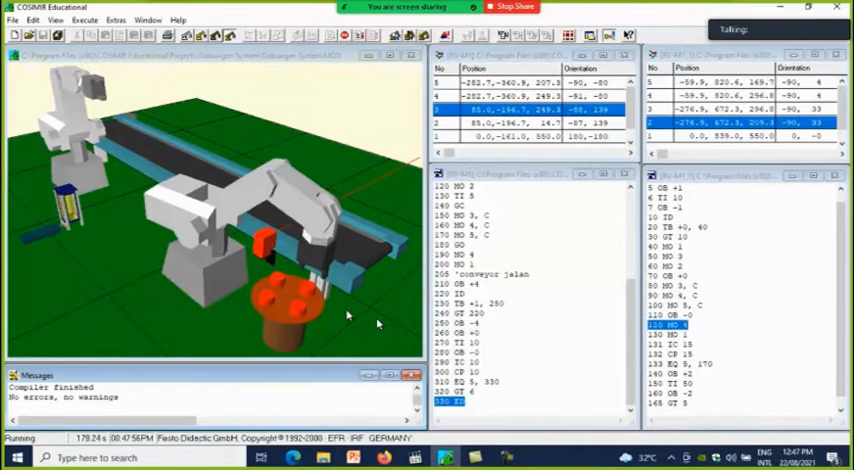 COSIMIR Educational
You are screen sharing
Stop Share
File Edit View Execute Extras Window Help
Talking:
No Position Orientation
5 -282.7,-360.9, 207.3 -90, -80
4 -282.7,-360.9, 249.3 -91, -80
3 85.0,-196.7, 249.3 -88, 139
2 85.0,-196.7, 14.7 -87, 139
1 0.0,-161.0, 550.0 180,-180
No Position Orientation
5 -59.9, 820.6, 169.7 -90, 4
4 -59.9, 820.6, 296.8 -90, 4
3 -276.9, 672.3, 296.8 -90, 33
2 -276.9, 672.3, 209.3 -90, 33
1 0.0, 839.0, 550.0 0, -0
120 MO 2
130 TI 5
140 GC
150 MO 3, C
160 MO 4, C
170 MO 5, C
180 GO
190 MO 4
200 MO 1
205 'conveyor jalan
210 OB +4
220 ID
230 TB +1, 250
240 GT 220
250 OB -4
260 OB +0
270 TI 10
280 OB -0
290 IC 10
300 CP 10
310 EQ 5, 330
320 GT 6
330 ED
5 OB +1
6 TI 10
7 OB -1
10 ID
20 TB +0, 40
30 GT 10
40 MO 1
50 MO 3
60 MO 2
70 OB +0
80 MO 3, C
90 MO 4, C
100 MO 5, C
110 OB -0
120 MO 4
130 MO 1
131 IC 15
132 CP 15
133 EQ 5, 170
140 OB +2
150 TI 50
160 OB -2
165 GT 5
Messages
Compiler finished
No errors, no warnings
Running 178.24s 00:47:56PM Festo Didactic GmbH, Copyright ©1992-2000 EFR - IRF GERMANY
Type here to search
32°C
ENG
INTL
12:47 PM
22/08/2021